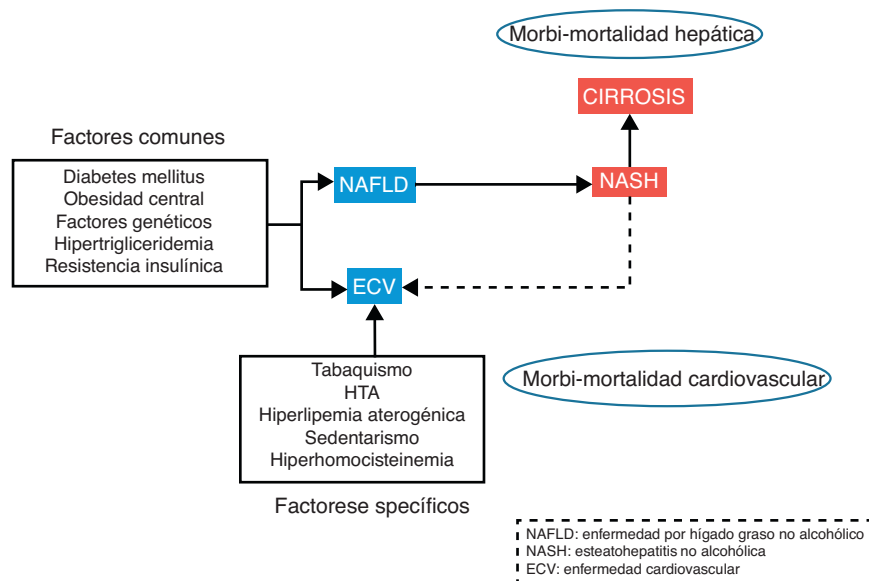 Morbi-mortalidad hepática
CIRROSIS
Factores comunes
Diabetes mellitus
Obesidad central
Factores genéticos
Hipertrigliceridemia
Resistencia insulínica
NAFLD
NASH
ECV
Tabaquismo
HTA
Hiperlipemia aterogénica
Sedentarismo
Hiperhomocisteinemia
Morbi-mortalidad cardiovascular
Factorese specíficos
NAFLD: enfermedad por hígado graso no alcohólico
NASH: esteatohepatitis no alcohólica
ECV: enfermedad cardiovascular